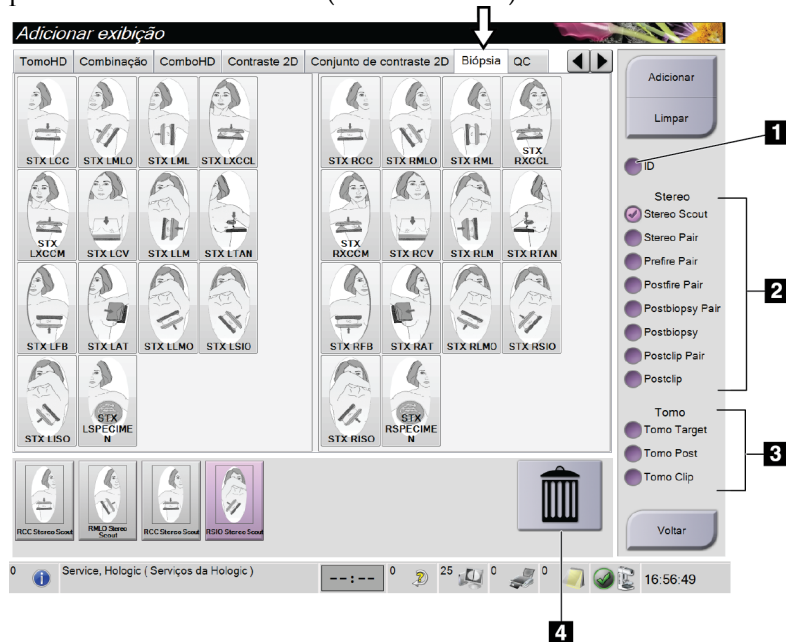 Adicionar exibição
TomoHD Combinação ComboHD Contraste 2D Conjunto de contraste 2D Biópsia QC
STX LCC STX LMLO STX LML STX LXCCL
STX RCC STX RMLO STX RML STX RXCCL
STX LXCCM STX LCV STX LLM STX LTAN
STX RXCCM STX RCV STX RLM STX RTAN
STX LFB STX LAT STX LLMO STX LSIO
STX RFB STX RAT STX RLMO STX RSIO
STX LISO STX LSPECIMEN
STX RISO STX RSPECIMEN
RCC Stereo Scout RMLO Stereo Scout RCC Stereo Scout RSIO Stereo Scout
Adicionar
Limpar
1
ID
Stereo
Stereo Scout
Stereo Pair
Prefire Pair
Postfire Pair
2
Postbiopsy Pair
Postbiopsy
Postclip Pair
Postclip
Tomo
Tomo Target
Tomo Post
3
Tomo Clip
Voltar
0 Service, Hologic ( Serviços da Hologic ) --:-- 0 25 0 0 16:56:49
4